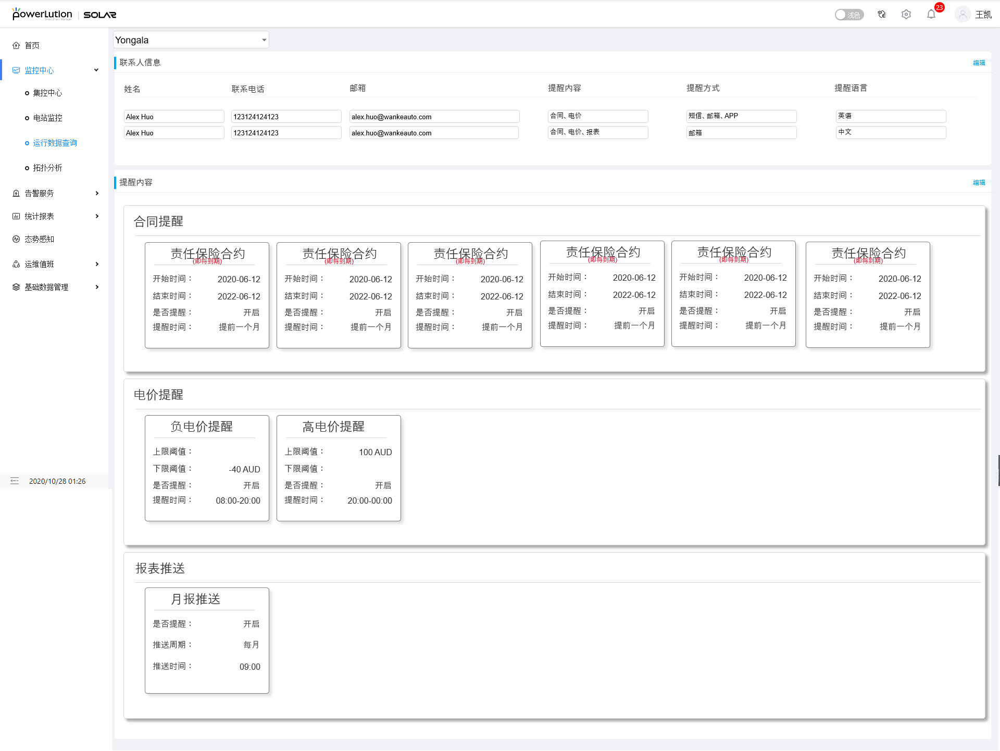 powerLution | SOLAR
浅色
23
王凯
首页
监控中心
集控中心
电站监控
运行数据查询
拓扑分析
告警服务
统计报表
态势感知
运维值班
基础数据管理
2020/10/28 01:26
Yongala
联系人信息 编辑
姓名 联系电话 邮箱 提醒内容 提醒方式 提醒语言
Alex Huo 123124124123 alex.huo@wankeauto.com 合同、电价 短信、邮箱、APP 英语
Alex Huo 123124124123 alex.huo@wankeauto.com 合同、电价、报表 邮箱 中文
提醒内容 编辑
合同提醒
责任保险合约
(即将到期)
开始时间： 2020-06-12
结束时间： 2022-06-12
是否提醒： 开启
提醒时间： 提前一个月
责任保险合约
(即将到期)
开始时间： 2020-06-12
结束时间： 2022-06-12
是否提醒： 开启
提醒时间： 提前一个月
责任保险合约
(即将到期)
开始时间： 2020-06-12
结束时间： 2022-06-12
是否提醒： 开启
提醒时间： 提前一个月
责任保险合约
(即将到期)
开始时间： 2020-06-12
结束时间： 2022-06-12
是否提醒： 开启
提醒时间： 提前一个月
责任保险合约
(即将到期)
开始时间： 2020-06-12
结束时间： 2022-06-12
是否提醒： 开启
提醒时间： 提前一个月
责任保险合约
(即将到期)
开始时间： 2020-06-12
结束时间： 2022-06-12
是否提醒： 开启
提醒时间： 提前一个月
电价提醒
负电价提醒
上限阈值：
下限阈值： -40 AUD
是否提醒： 开启
提醒时间： 08:00-20:00
高电价提醒
上限阈值： 100 AUD
下限阈值：
是否提醒： 开启
提醒时间： 20:00-00:00
报表推送
月报推送
是否提醒： 开启
推送周期： 每月
推送时间： 09:00